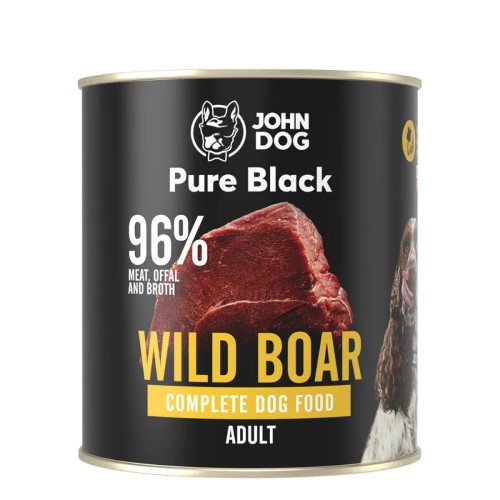 JOHN
DOG
Pure Black
96%
MEAT, OFFAL
AND BROTH
WILD BOAR
COMPLETE DOG FOOD
ADULT